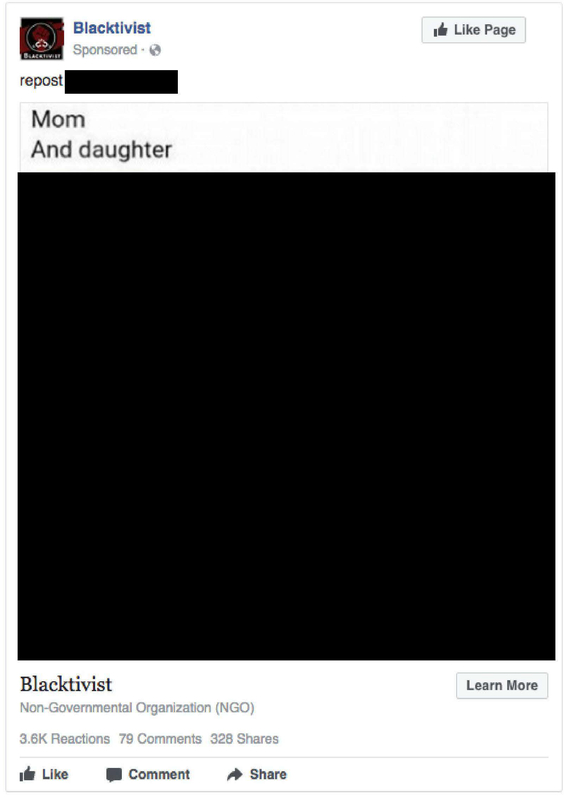 Blacktivist
Sponsored ·
Like Page
BLACKTIVIST
repost
Mom
And daughter
Blacktivist
Learn More
Non-Governmental Organization (NGO)
3.6K Reactions 79 Comments 328 Shares
Like Comment Share